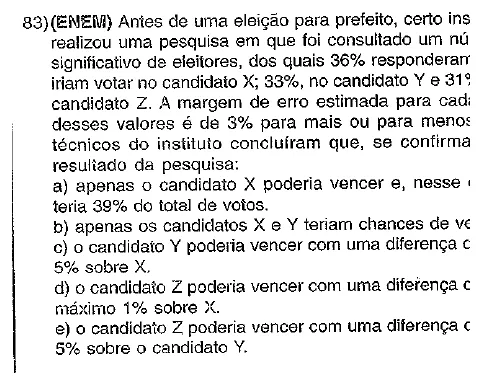 83)(ENEM) Antes de uma eleição para prefeito, certo ins
realizou uma pesquisa em que foi consultado um nú
significativo de eleitores, dos quais 36% responderam
iriam votar no candidato X; 33%, no candidato Y e 31%
candidato Z. A margem de erro estimada para cada
desses valores é de 3% para mais ou para menos
técnicos do instituto concluíram que, se confirma
resultado da pesquisa:
a) apenas o candidato X poderia vencer e, nesse
teria 39% do total de votos.
b) apenas os candidatos X e Y teriam chances de ve
c) o candidato Y poderia vencer com uma diferença
5% sobre X.
d) o candidato Z poderia vencer com uma diferença
máximo 1% sobre X.
e) o candidato Z poderia vencer com uma diferença
5% sobre o candidato Y.